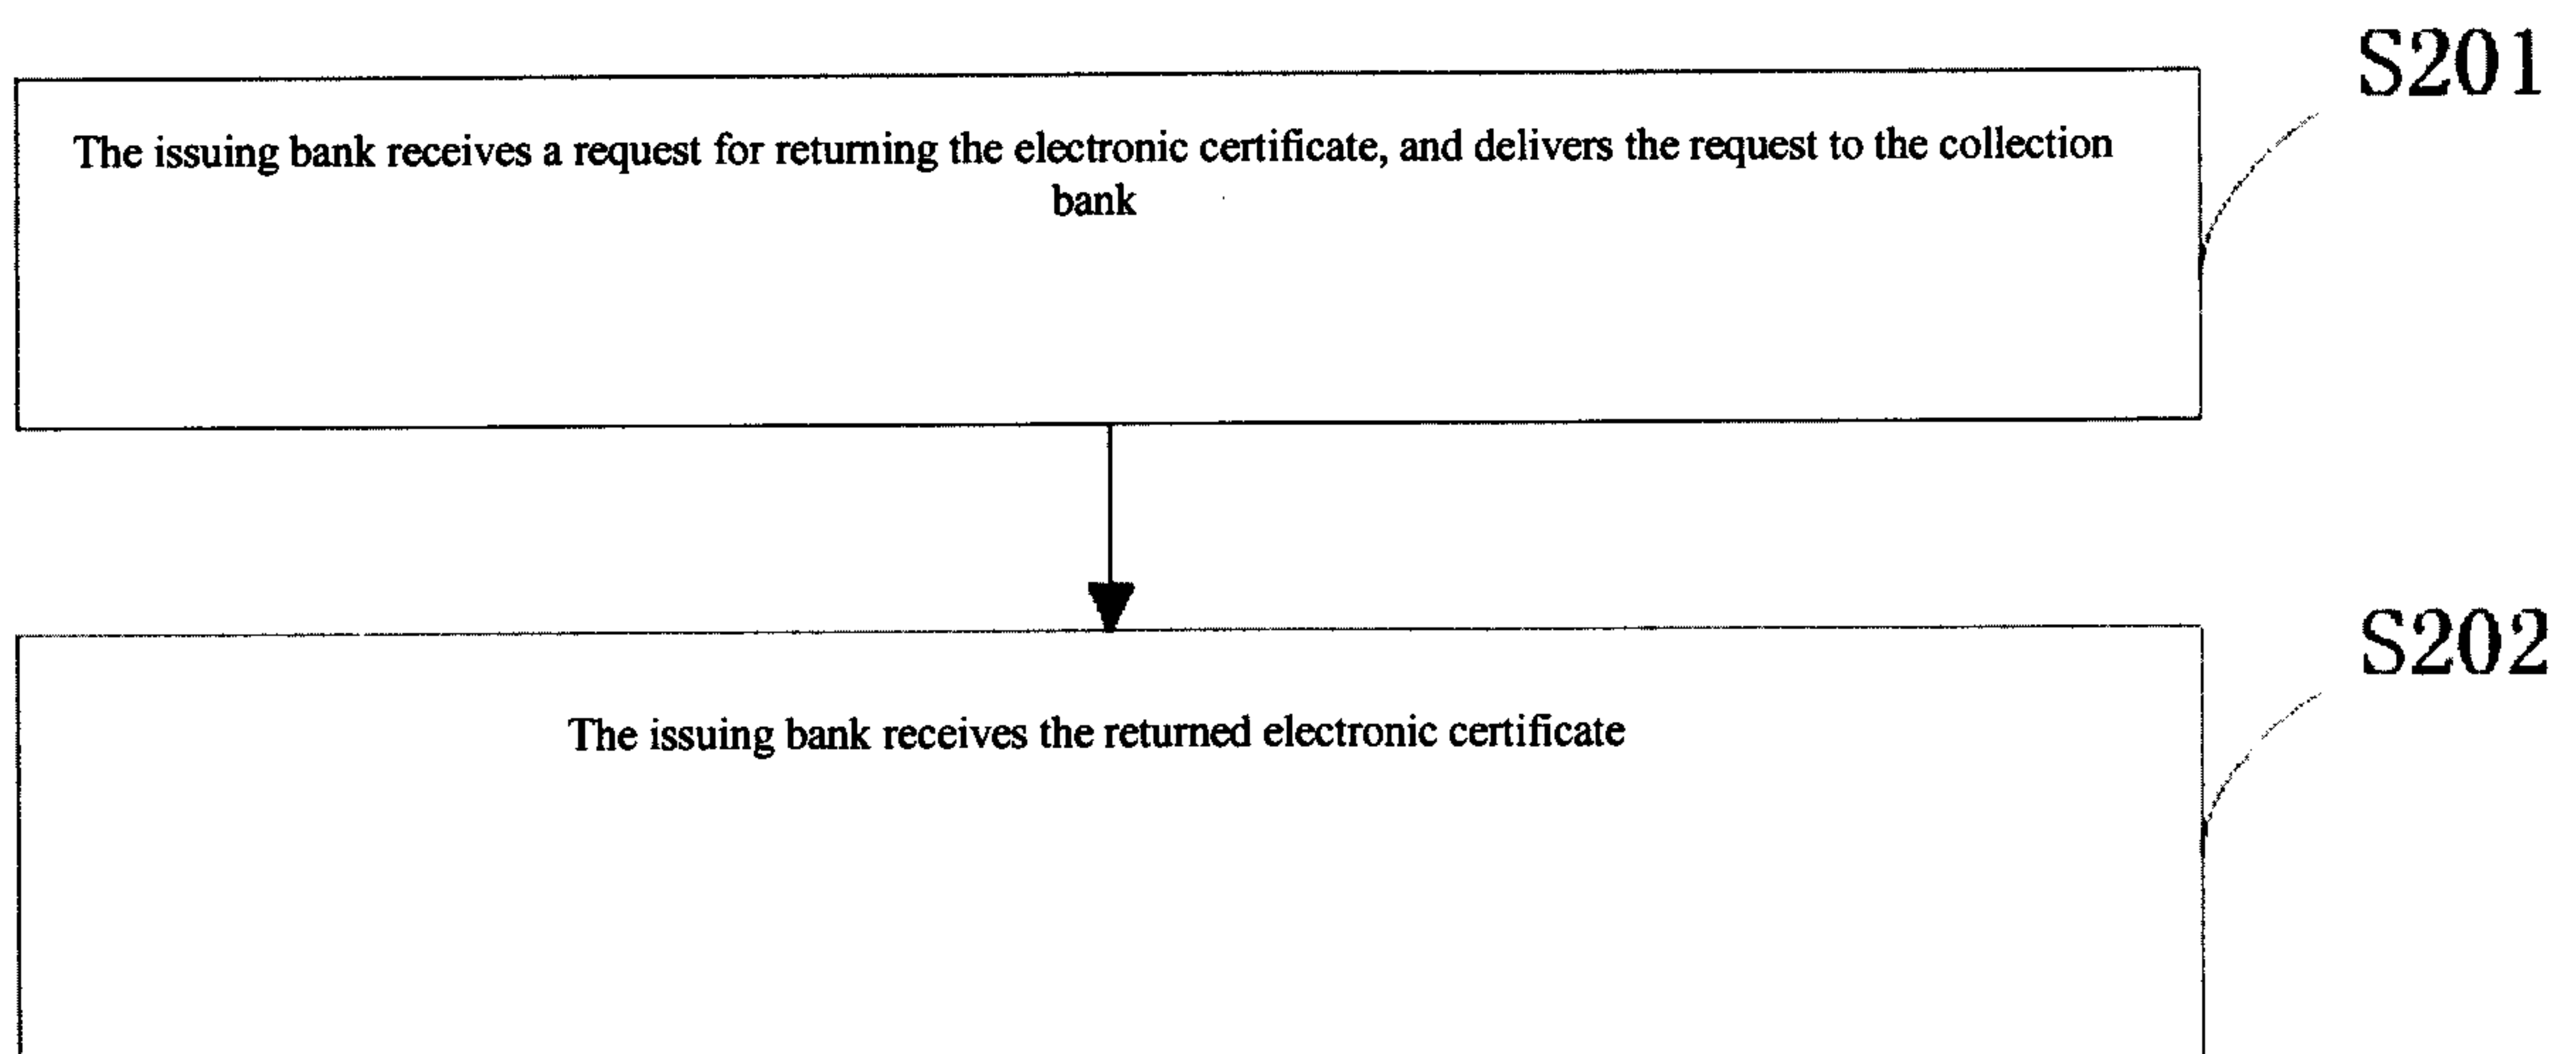 S201
The issuing bank receives a request for returning the electronic certificate, and delivers the request to the collection
bank
S202
The issuing bank receives the returned electronic certificate